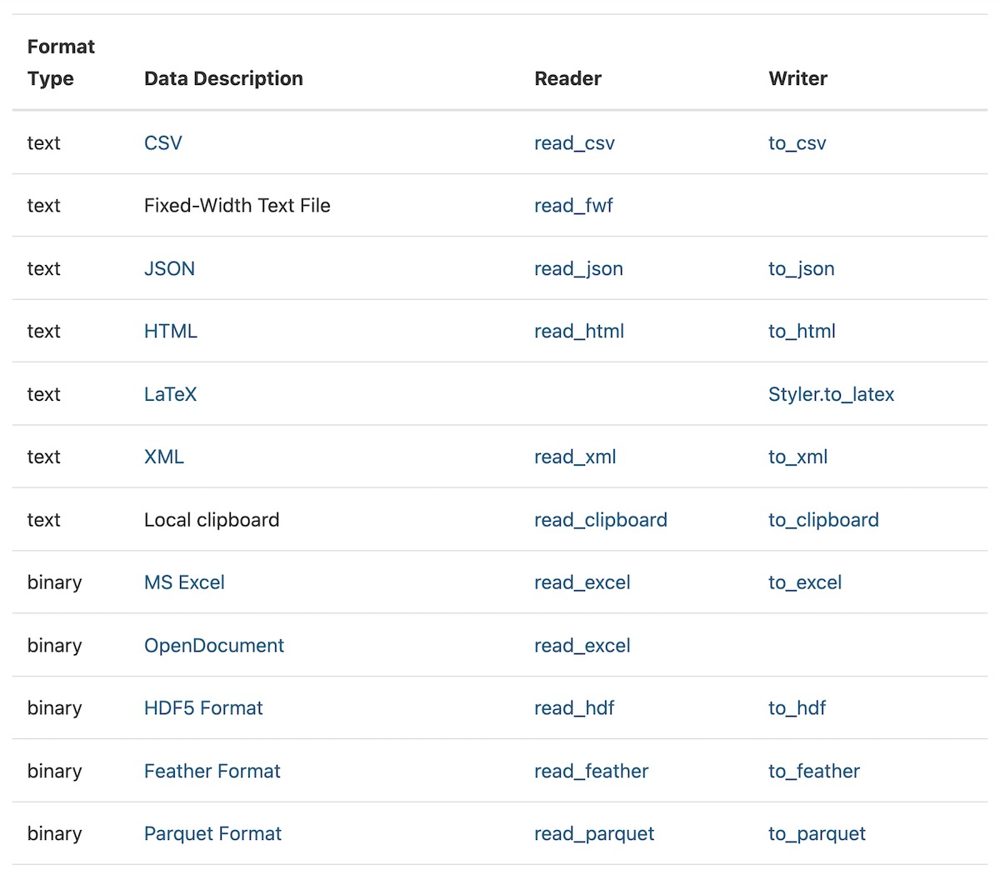 Format
Type Data Description Reader Writer
text CSV read_csv to_csv
text Fixed-Width Text File read_fwf
text JSON read_json to_json
text HTML read_html to_html
text LaTeX Styler.to_latex
text XML read_xml to_xml
text Local clipboard read_clipboard to_clipboard
binary MS Excel read_excel to_excel
binary OpenDocument read_excel
binary HDF5 Format read_hdf to_hdf
binary Feather Format read_feather to_feather
binary Parquet Format read_parquet to_parquet